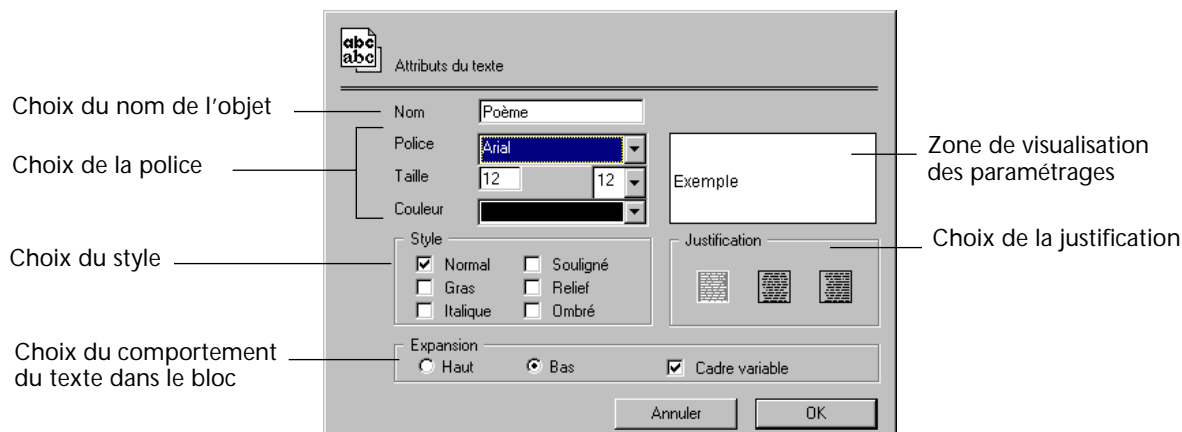 abc
abc
Attributs du texte
Choix du nom de l'objet
Nom
Poème
Choix de la police
Police
Arial
Taille
12
12
Couleur
Exemple
Zone de visualisation
des paramétrages
Choix du style
Style
Normal
Souligné
Gras
Relief
Italique
Ombré
Justification
Choix de la justification
Choix du comportement
du texte dans le bloc
Expansion
Haut
Bas
Cadre variable
Annuler
OK